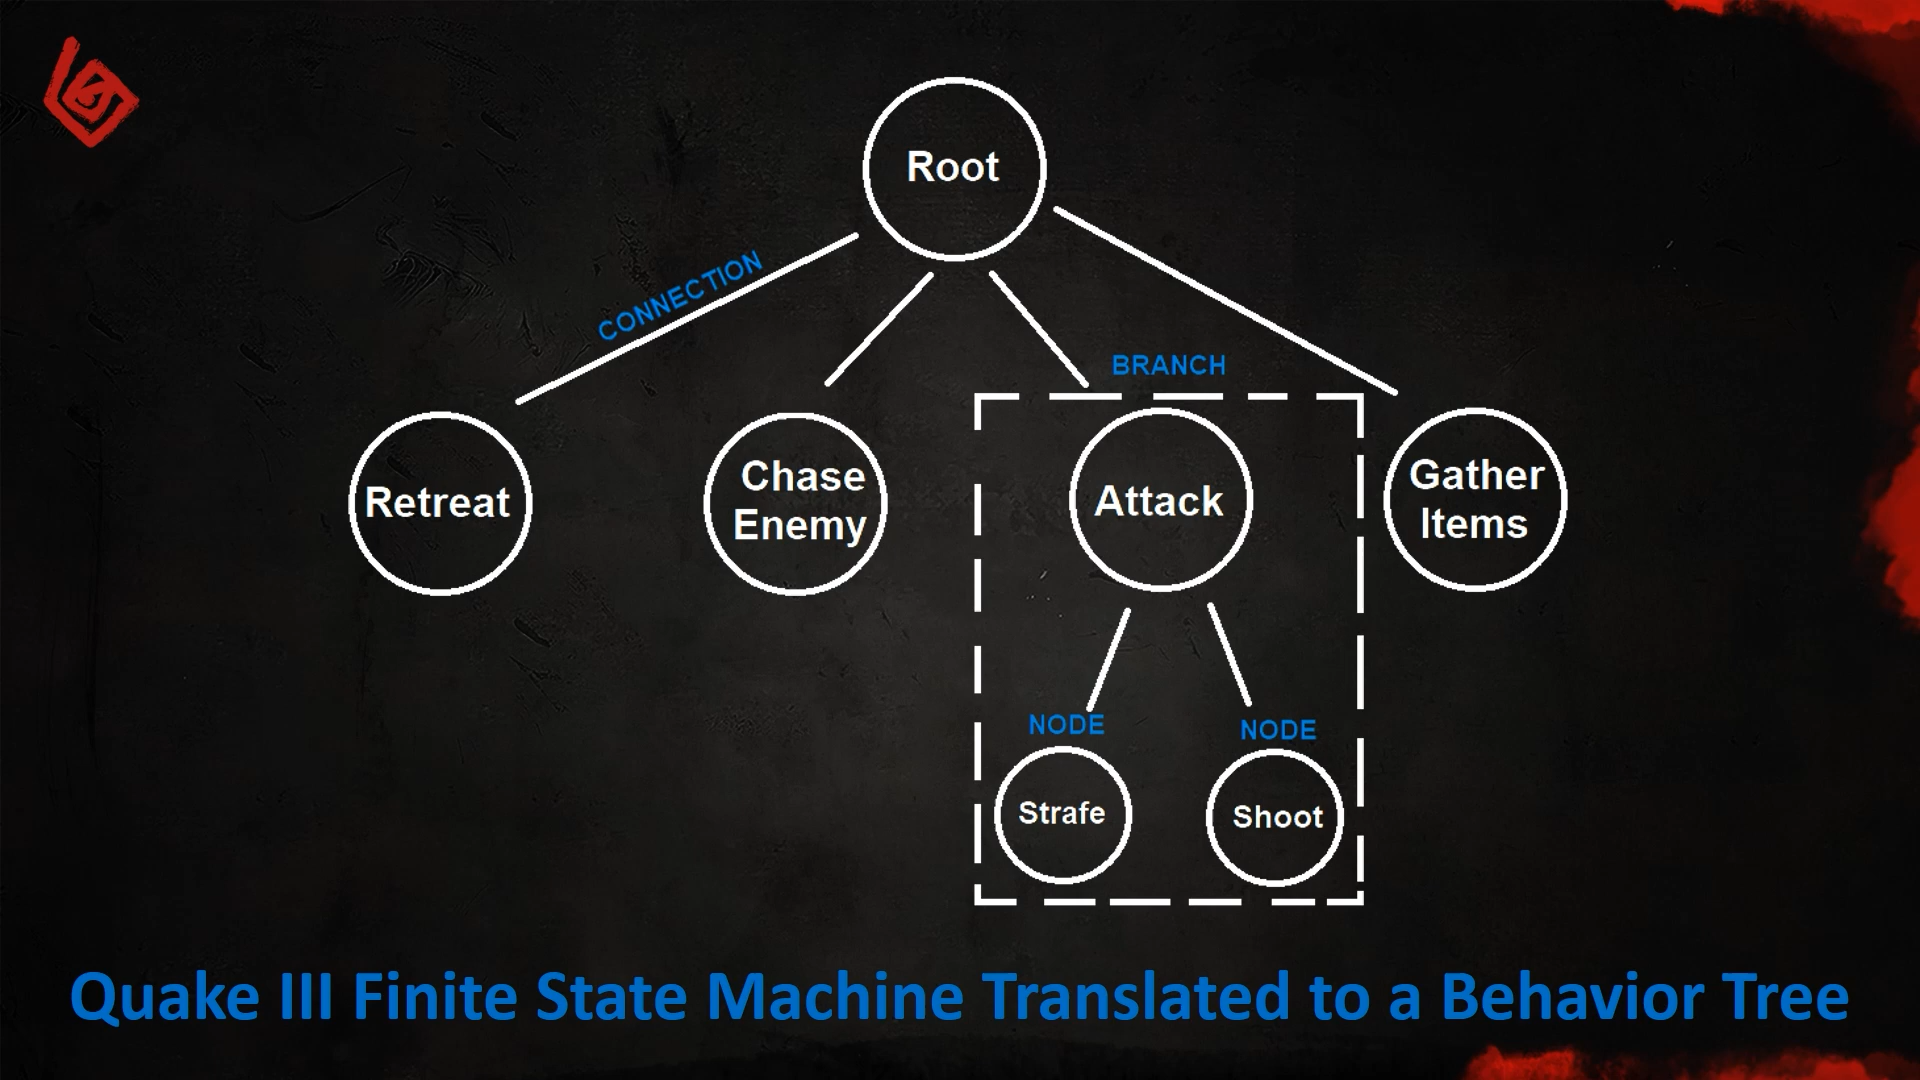 Root
CONNECTION
BRANCH
Retreat
Chase
Enemy
Attack
Gather
Items
NODE
NODE
Strafe
Shoot
Quake III Finite State Machine Translated to a Behavior Tree